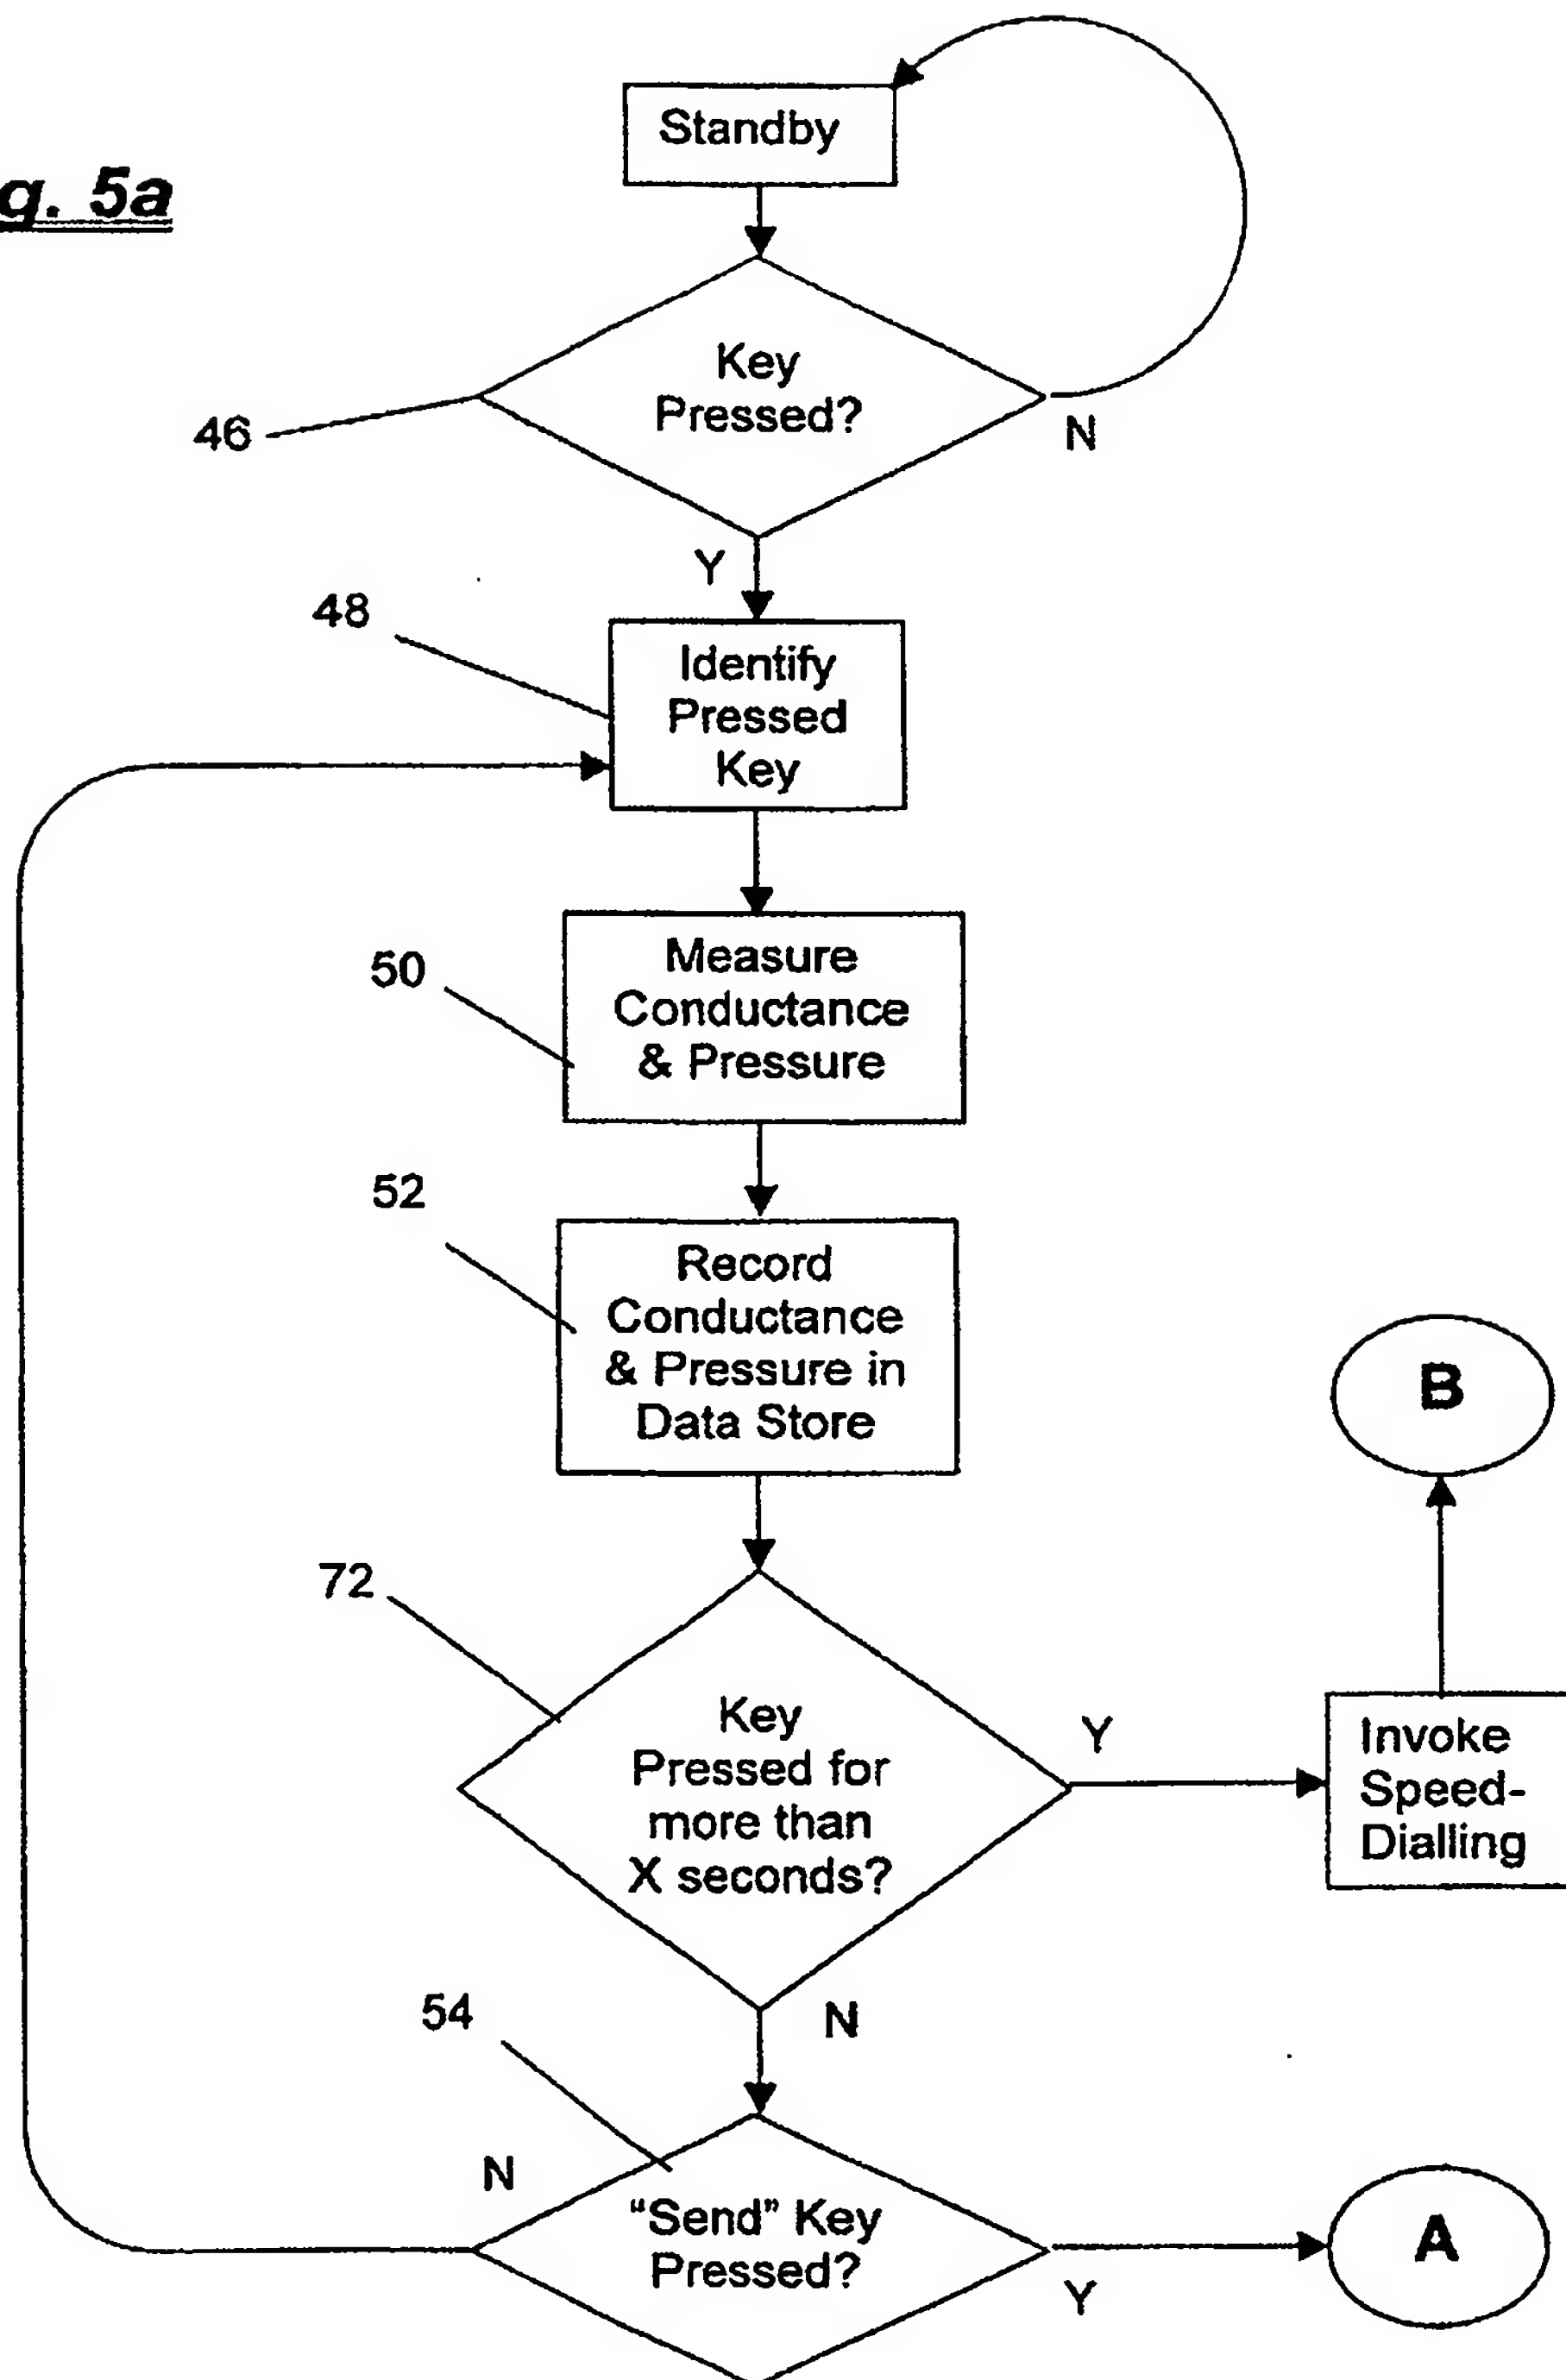 g. 5a
Standby
Key
Pressed?
46
N
Y
48
Identify
Pressed
Key
50
Measure
Conductance
& Pressure
52
Record
Conductance
& Pressure in
Data Store
B
72
Key
Pressed for
more than
X seconds?
Y
Invoke
Speed-
Dialling
N
54
N
“Send” Key
Pressed?
A
Y